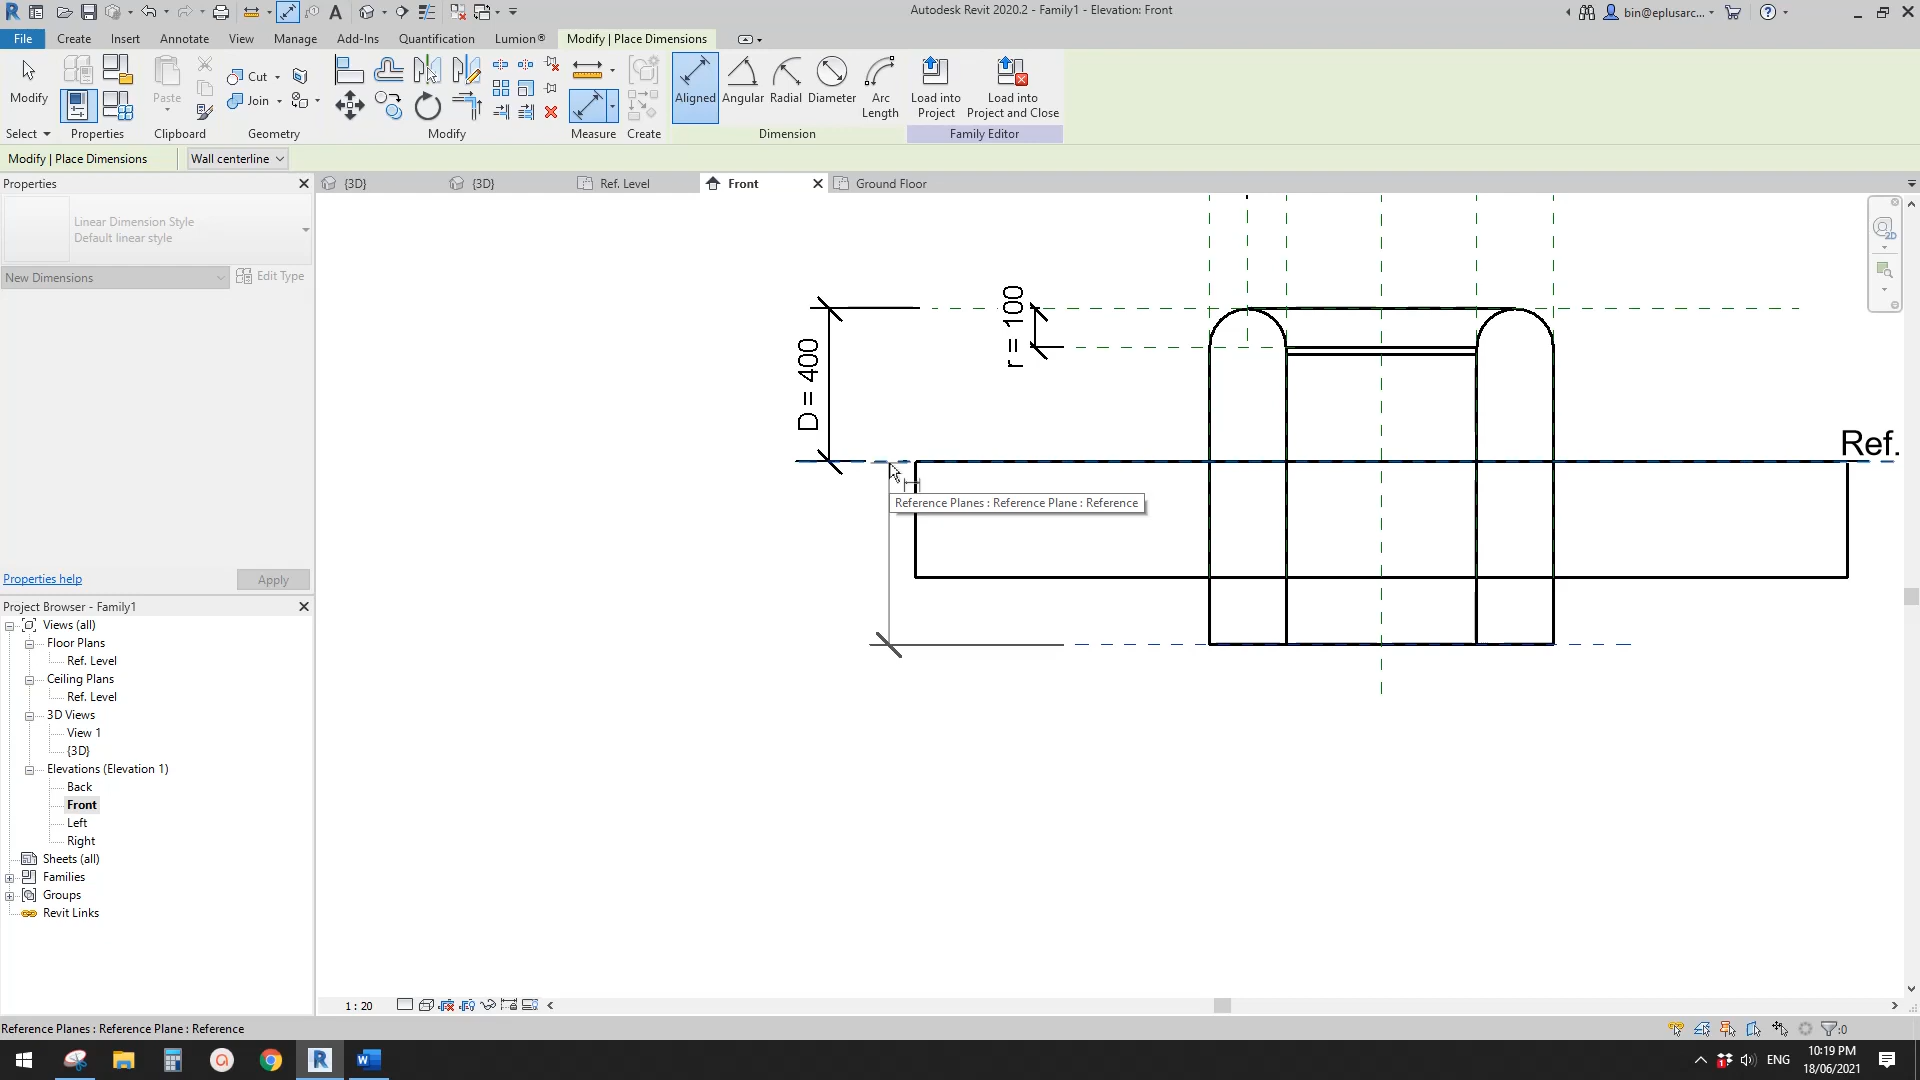 Autodesk Revit 2020.2 - Family1 - Elevation: Front
bin@eplusarc...
File Create Insert Annotate View Manage Add-Ins Quantification Lumion® Modify | Place Dimensions
Modify
Paste
Cut
Join
Aligned Angular Radial Diameter Arc Length
Load into Project
Load into Project and Close
Select Properties Clipboard Geometry Modify Measure Create Dimension Family Editor
Modify | Place Dimensions Wall centerline
Properties
{3D} {3D} Ref. Level Front Ground Floor
Linear Dimension Style
Default linear style
New Dimensions Edit Type
r = 100
D = 400
Ref.
Reference Planes : Reference Plane : Reference
Properties help Apply
Project Browser - Family1
Views (all)
Floor Plans
Ref. Level
Ceiling Plans
Ref. Level
3D Views
View 1
{3D}
Elevations (Elevation 1)
Back
Front
Left
Right
Sheets (all)
Families
Groups
Revit Links
1 : 20
Reference Planes : Reference Plane : Reference
:0
ENG
10:19 PM
18/06/2021